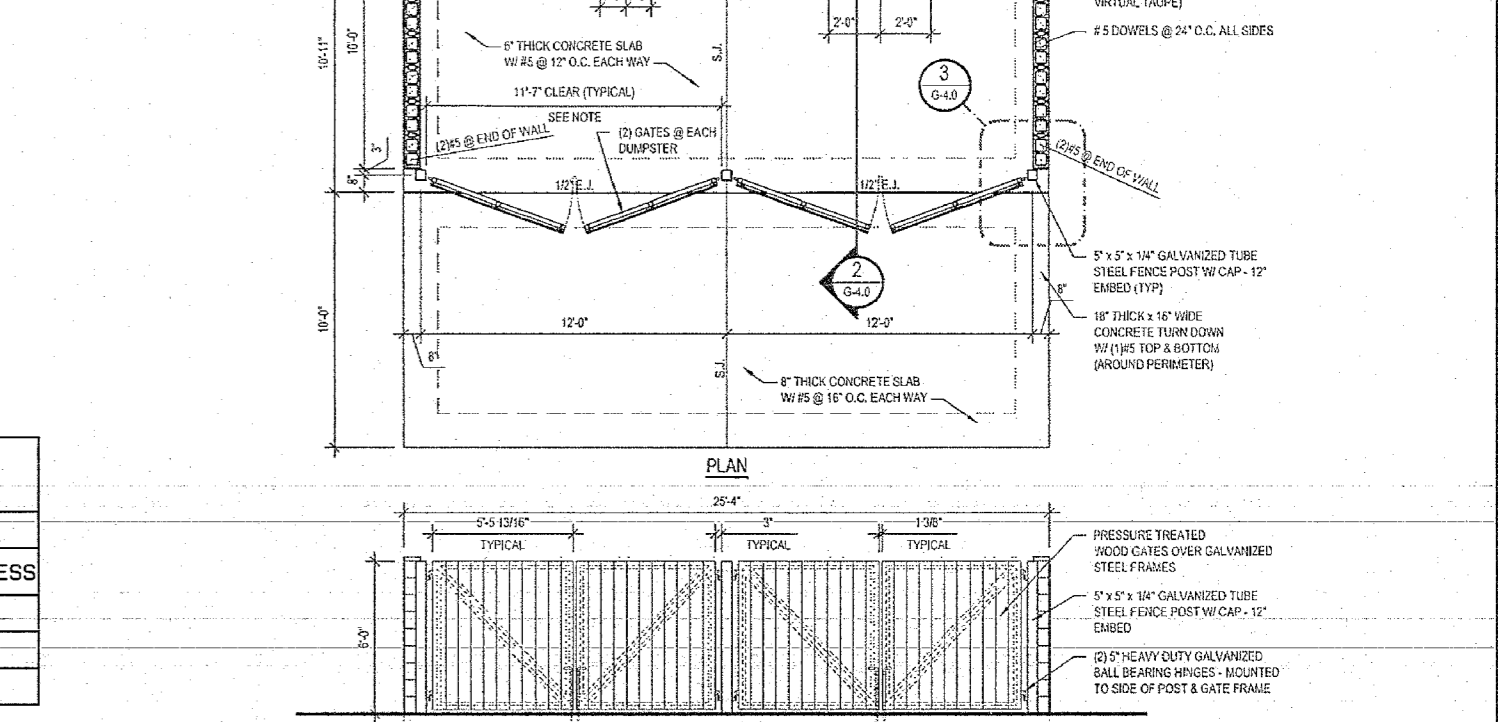 VIRTUAL TAUPE)
#5 DOWELS @ 24" O.C. ALL SIDES
2'-0"
2'-0"
10'-11"
10'-0"
6" THICK CONCRETE SLAB
W/ #5 @ 12" O.C. EACH WAY
S.J.
3
G-4.0
11'-7" CLEAR (TYPICAL)
SEE NOTE
(2)#5 @ END OF WALL
(2) GATES @ EACH
DUMPSTER
(2)#5 @ END OF WALL
3"
8"
1/2" E.J.
1/2" E.J.
5" x 5" x 1/4" GALVANIZED TUBE
STEEL FENCE POST W/ CAP - 12"
EMBED (TYP)
2
G-4.0
8"
18" THICK x 16" WIDE
CONCRETE TURN DOWN
W/ (1)#5 TOP & BOTTOM
(AROUND PERIMETER)
10'-0"
12'-0"
12'-0"
8"
S.J.
8" THICK CONCRETE SLAB
W/ #5 @ 16" O.C. EACH WAY
PLAN
25'-4"
5'-5 13/16"
TYPICAL
3"
TYPICAL
1 3/8"
TYPICAL
PRESSURE TREATED
WOOD GATES OVER GALVANIZED
STEEL FRAMES
ESS
5" x 5" x 1/4" GALVANIZED TUBE
STEEL FENCE POST W/ CAP - 12"
EMBED
6'-0"
(2) 5" HEAVY DUTY GALVANIZED
BALL BEARING HINGES - MOUNTED
TO SIDE OF POST & GATE FRAME